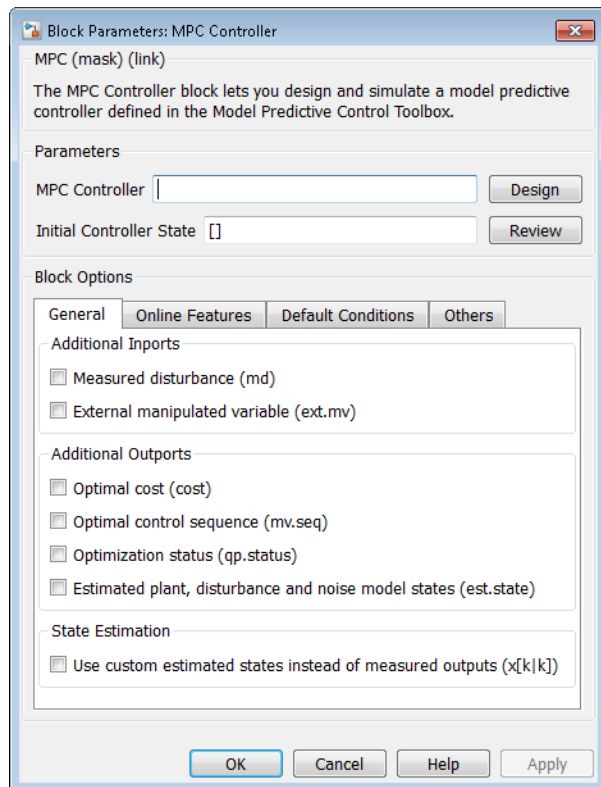 Block Parameters: MPC Controller
MPC (mask) (link)
The MPC Controller block lets you design and simulate a model predictive
controller defined in the Model Predictive Control Toolbox.
Parameters
MPC Controller Design
Initial Controller State [] Review
Block Options
General Online Features Default Conditions Others
Additional Inports
Measured disturbance (md)
External manipulated variable (ext.mv)
Additional Outports
Optimal cost (cost)
Optimal control sequence (mv.seq)
Optimization status (qp.status)
Estimated plant, disturbance and noise model states (est.state)
State Estimation
Use custom estimated states instead of measured outputs (x[k|k])
OK Cancel Help Apply